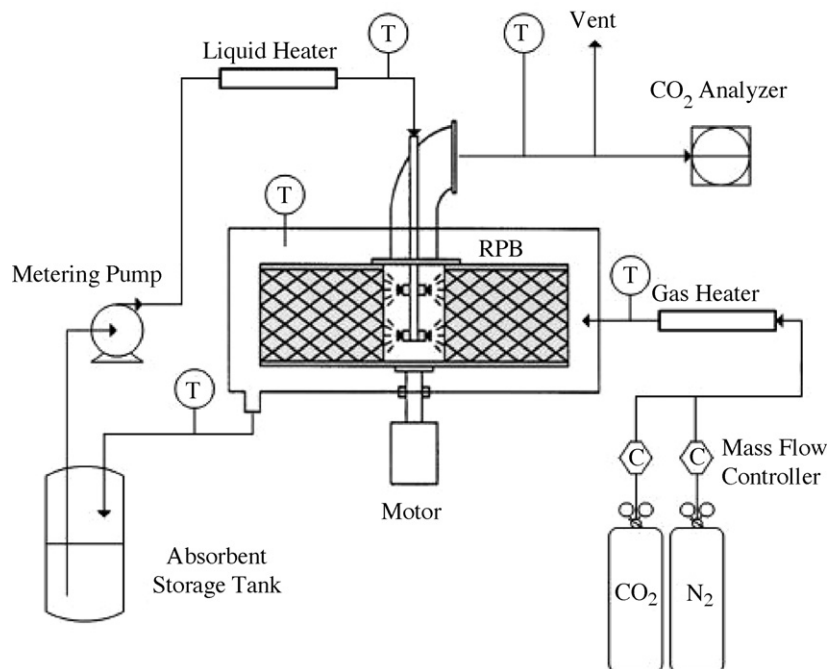 Vent
T
T
Liquid Heater
CO₂ Analyzer
T
RPB
Metering Pump
T
Gas Heater
T
C
C
Mass Flow
Controller
Motor
Absorbent
Storage Tank
CO₂
N₂